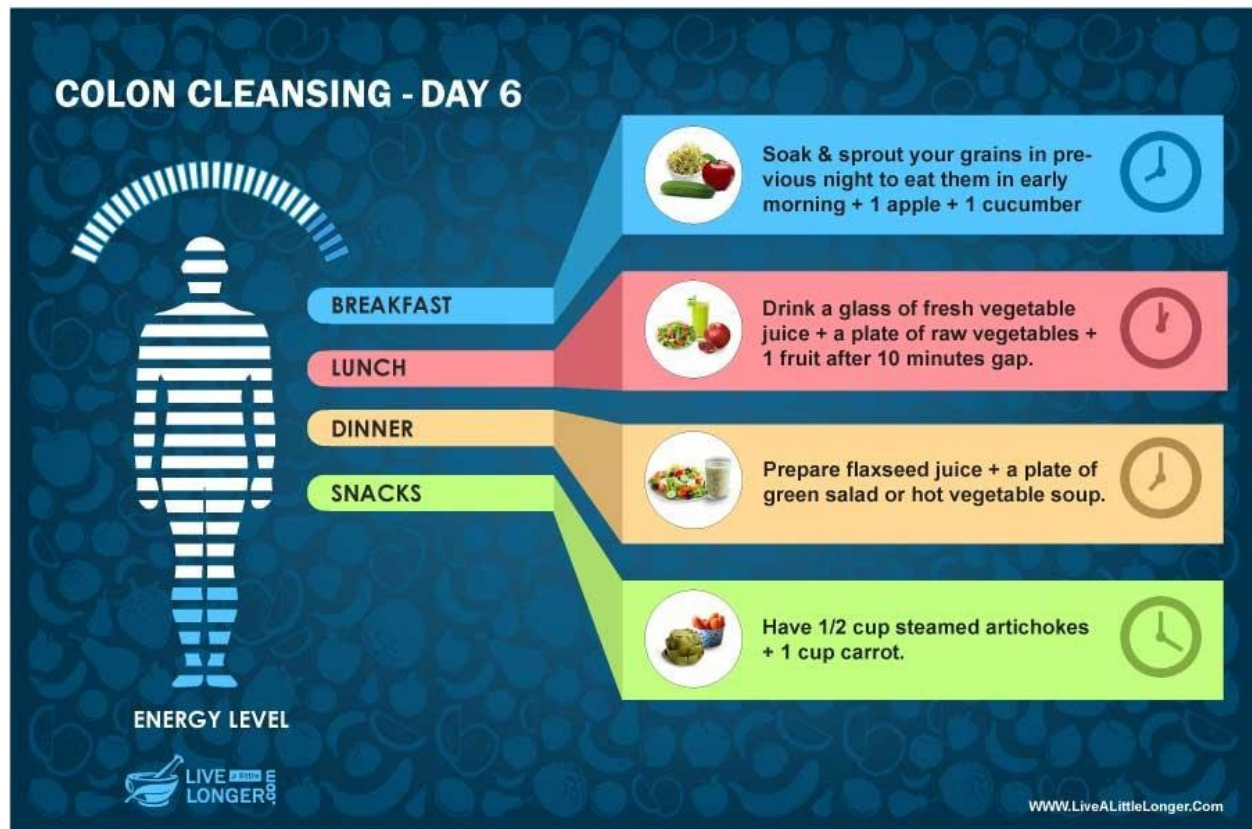 COLON CLEANSING - DAY 6
Soak & sprout your grains in pre-
vious night to eat them in early
morning + 1 apple + 1 cucumber
BREAKFAST
Drink a glass of fresh vegetable
juice + a plate of raw vegetables +
1 fruit after 10 minutes gap.
LUNCH
DINNER
Prepare flaxseed juice + a plate of
green salad or hot vegetable soup.
SNACKS
Have 1/2 cup steamed artichokes
+ 1 cup carrot.
ENERGY LEVEL
LIVE a little
LONGER.com
WWW.LiveALittleLonger.Com